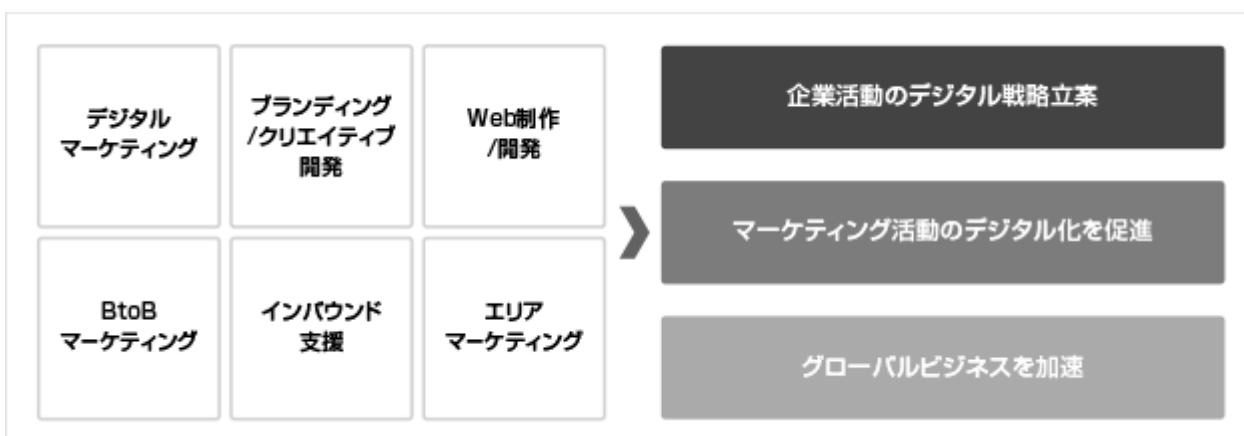 デジタル
マーケティング
ブランディング
/クリエイティブ
開発
Web制作
/開発
BtoB
マーケティング
インバウンド
支援
エリア
マーケティング
企業活動のデジタル戦略立案
マーケティング活動のデジタル化を促進
グローバルビジネスを加速